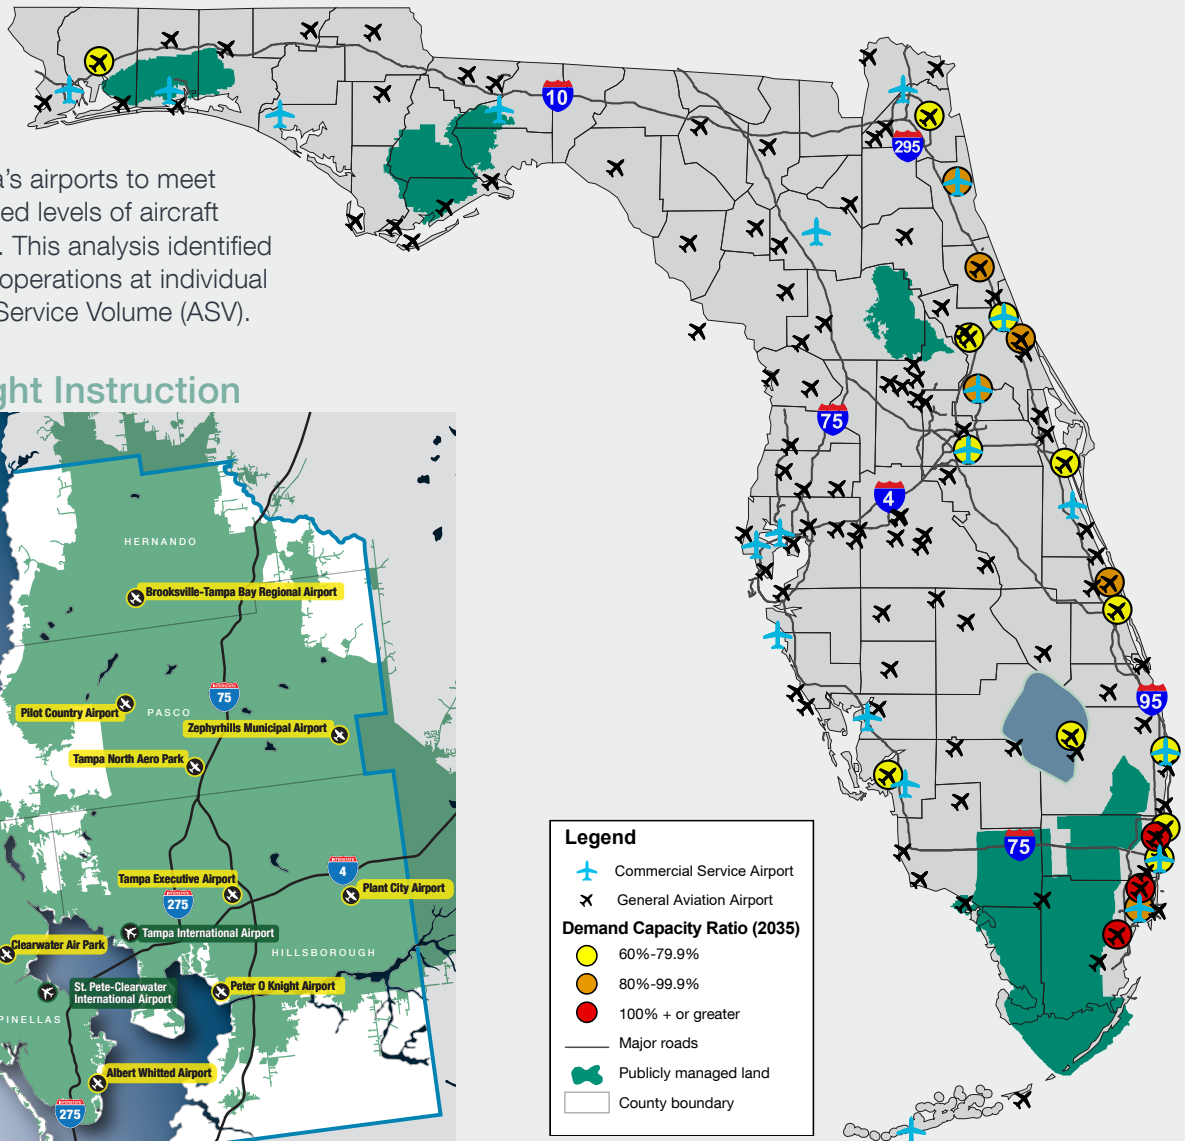 a's airports to meet
ed levels of aircraft
. This analysis identified
operations at individual
Service Volume (ASV).
ght Instruction
HERNANDO
Brooksville-Tampa Bay Regional Airport
INTERSTATE
75
Pilot Country Airport
PASCO
Zephyrhills Municipal Airport
Tampa North Aero Park
INTERSTATE
4
Tampa Executive Airport
Plant City Airport
INTERSTATE
275
Tampa International Airport
Clearwater Air Park
HILLSBOROUGH
St. Pete-Clearwater
International Airport
Peter O Knight Airport
PINELLAS
Albert Whitted Airport
INTERSTATE
275
10
295
75
4
95
75
Legend
Commercial Service Airport
General Aviation Airport
Demand Capacity Ratio (2035)
60%-79.9%
80%-99.9%
100% + or greater
Major roads
Publicly managed land
County boundary